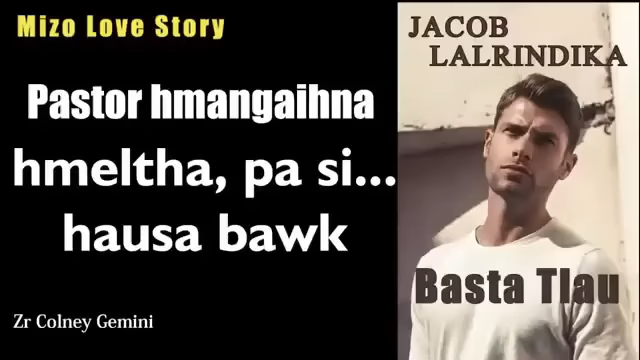 Mizo Love Story
Pastor hmangaihna
hmeltha, pa si...
hausa bawk
Zr Colney Gemini
JACOB
LALRINDIKA
Basta Tlau